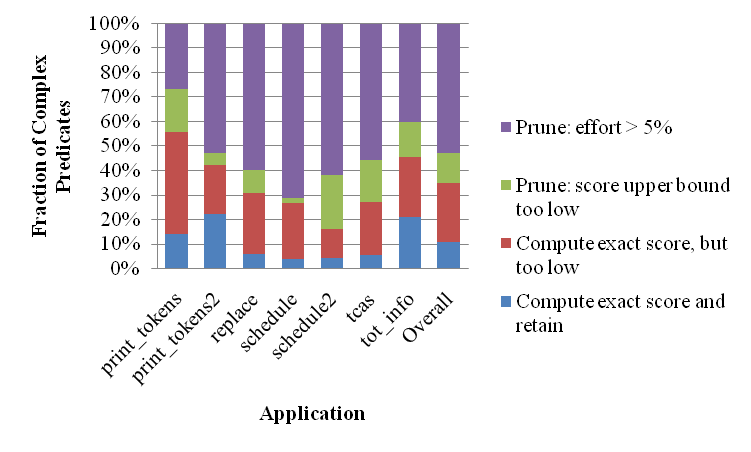 100%
90%
80%
70%
60%
50%
40%
30%
20%
10%
0%
Fraction of Complex
Predicates
print_tokens
print_tokens2
replace
schedule
schedule2
tcas
tot_info
Overall
Application
Prune: effort > 5%
Prune: score upper bound
too low
Compute exact score, but
too low
Compute exact score and
retain